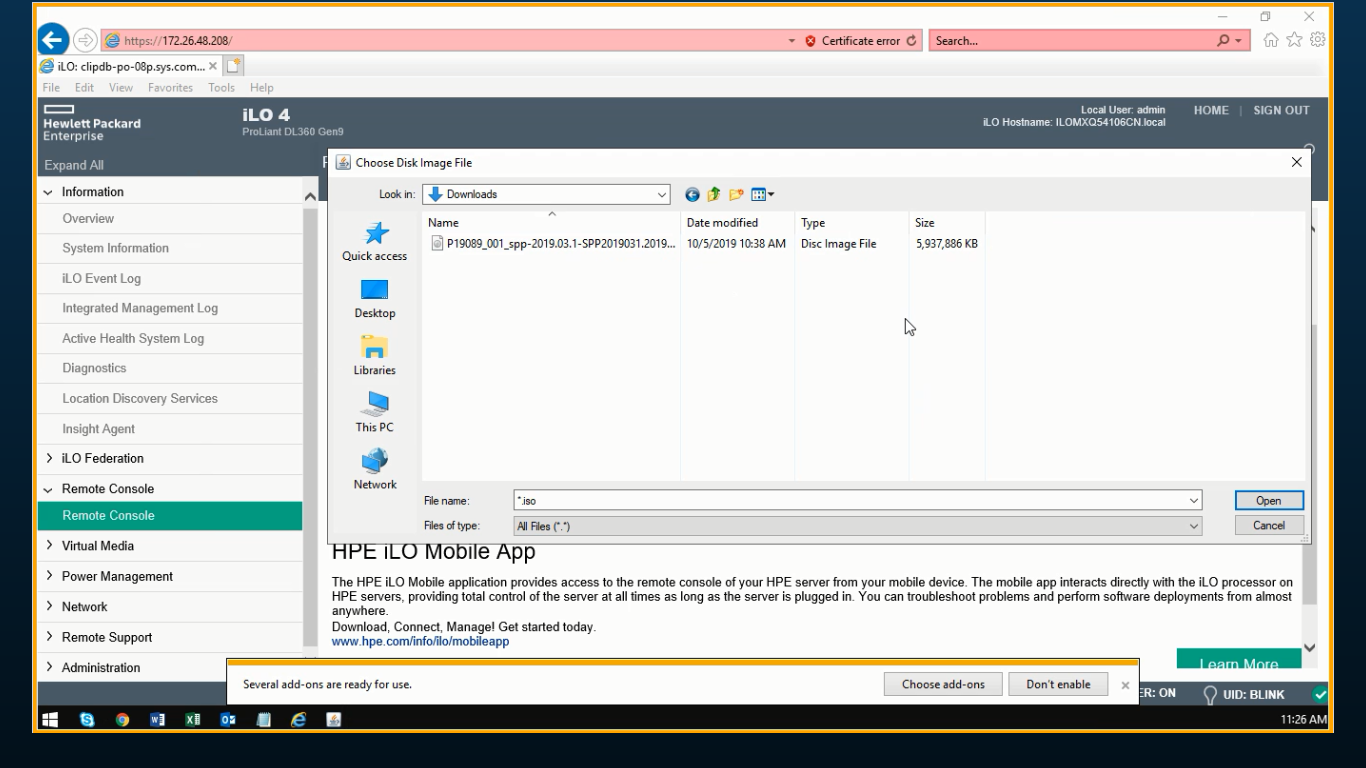 https://172.26.48.208/
Certificate error
Search...
iLO: clipdb-po-08p.sys.com...
File Edit View Favorites Tools Help
Hewlett Packard
Enterprise
iLO 4
ProLiant DL360 Gen9
Local User: admin
iLO Hostname: ILOMXQ54106CN.local
HOME | SIGN OUT
Expand All
Information
Overview
System Information
iLO Event Log
Integrated Management Log
Active Health System Log
Diagnostics
Location Discovery Services
Insight Agent
iLO Federation
Remote Console
Remote Console
Virtual Media
Power Management
Network
Remote Support
Administration
Choose Disk Image File
Look in: Downloads
Quick access
Desktop
Libraries
This PC
Network
Name Date modified Type Size
P19089_001_spp-2019.03.1-SPP2019031.2019... 10/5/2019 10:38 AM Disc Image File 5,937,886 KB
File name: *.iso Open
Files of type: All Files (*.*) Cancel
HPE iLO Mobile App
The HPE iLO Mobile application provides access to the remote console of your HPE server from your mobile device. The mobile app interacts directly with the iLO processor on
HPE servers, providing total control of the server at all times as long as the server is plugged in. You can troubleshoot problems and perform software deployments from almost
anywhere.
Download, Connect, Manage! Get started today.
www.hpe.com/info/ilo/mobileapp
Learn More
Several add-ons are ready for use. Choose add-ons Don't enable
ER: ON UID: BLINK
11:26 AM